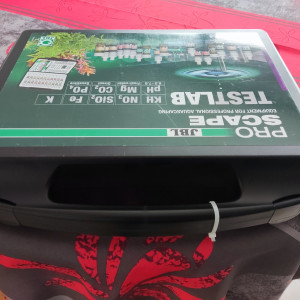 JBL
PRO
SCAPE
EQUIPMENT FOR PROFESSIONAL AQUASCAPING
TESTLAB
KH NO₃ SiO₂ Fe K
pH Mg CO₂ PO₄